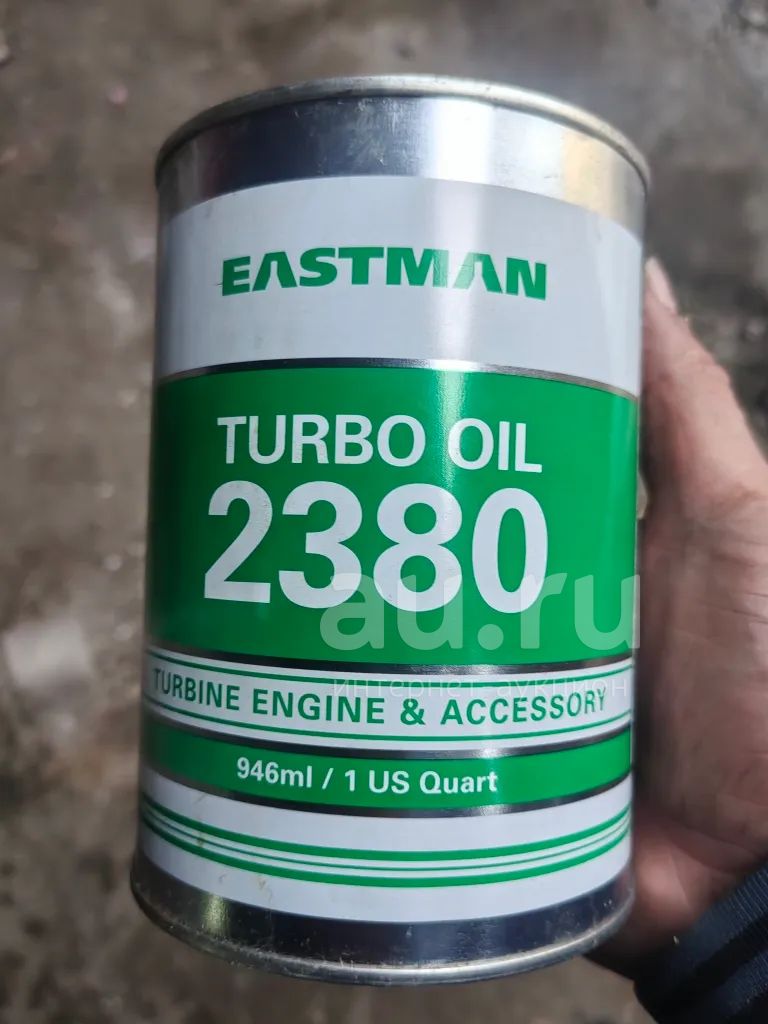 EASTMAN
TURBO OIL
2380
au.ru
интернет-аукцион
TURBINE ENGINE & ACCESSORY
946ml / 1 US Quart